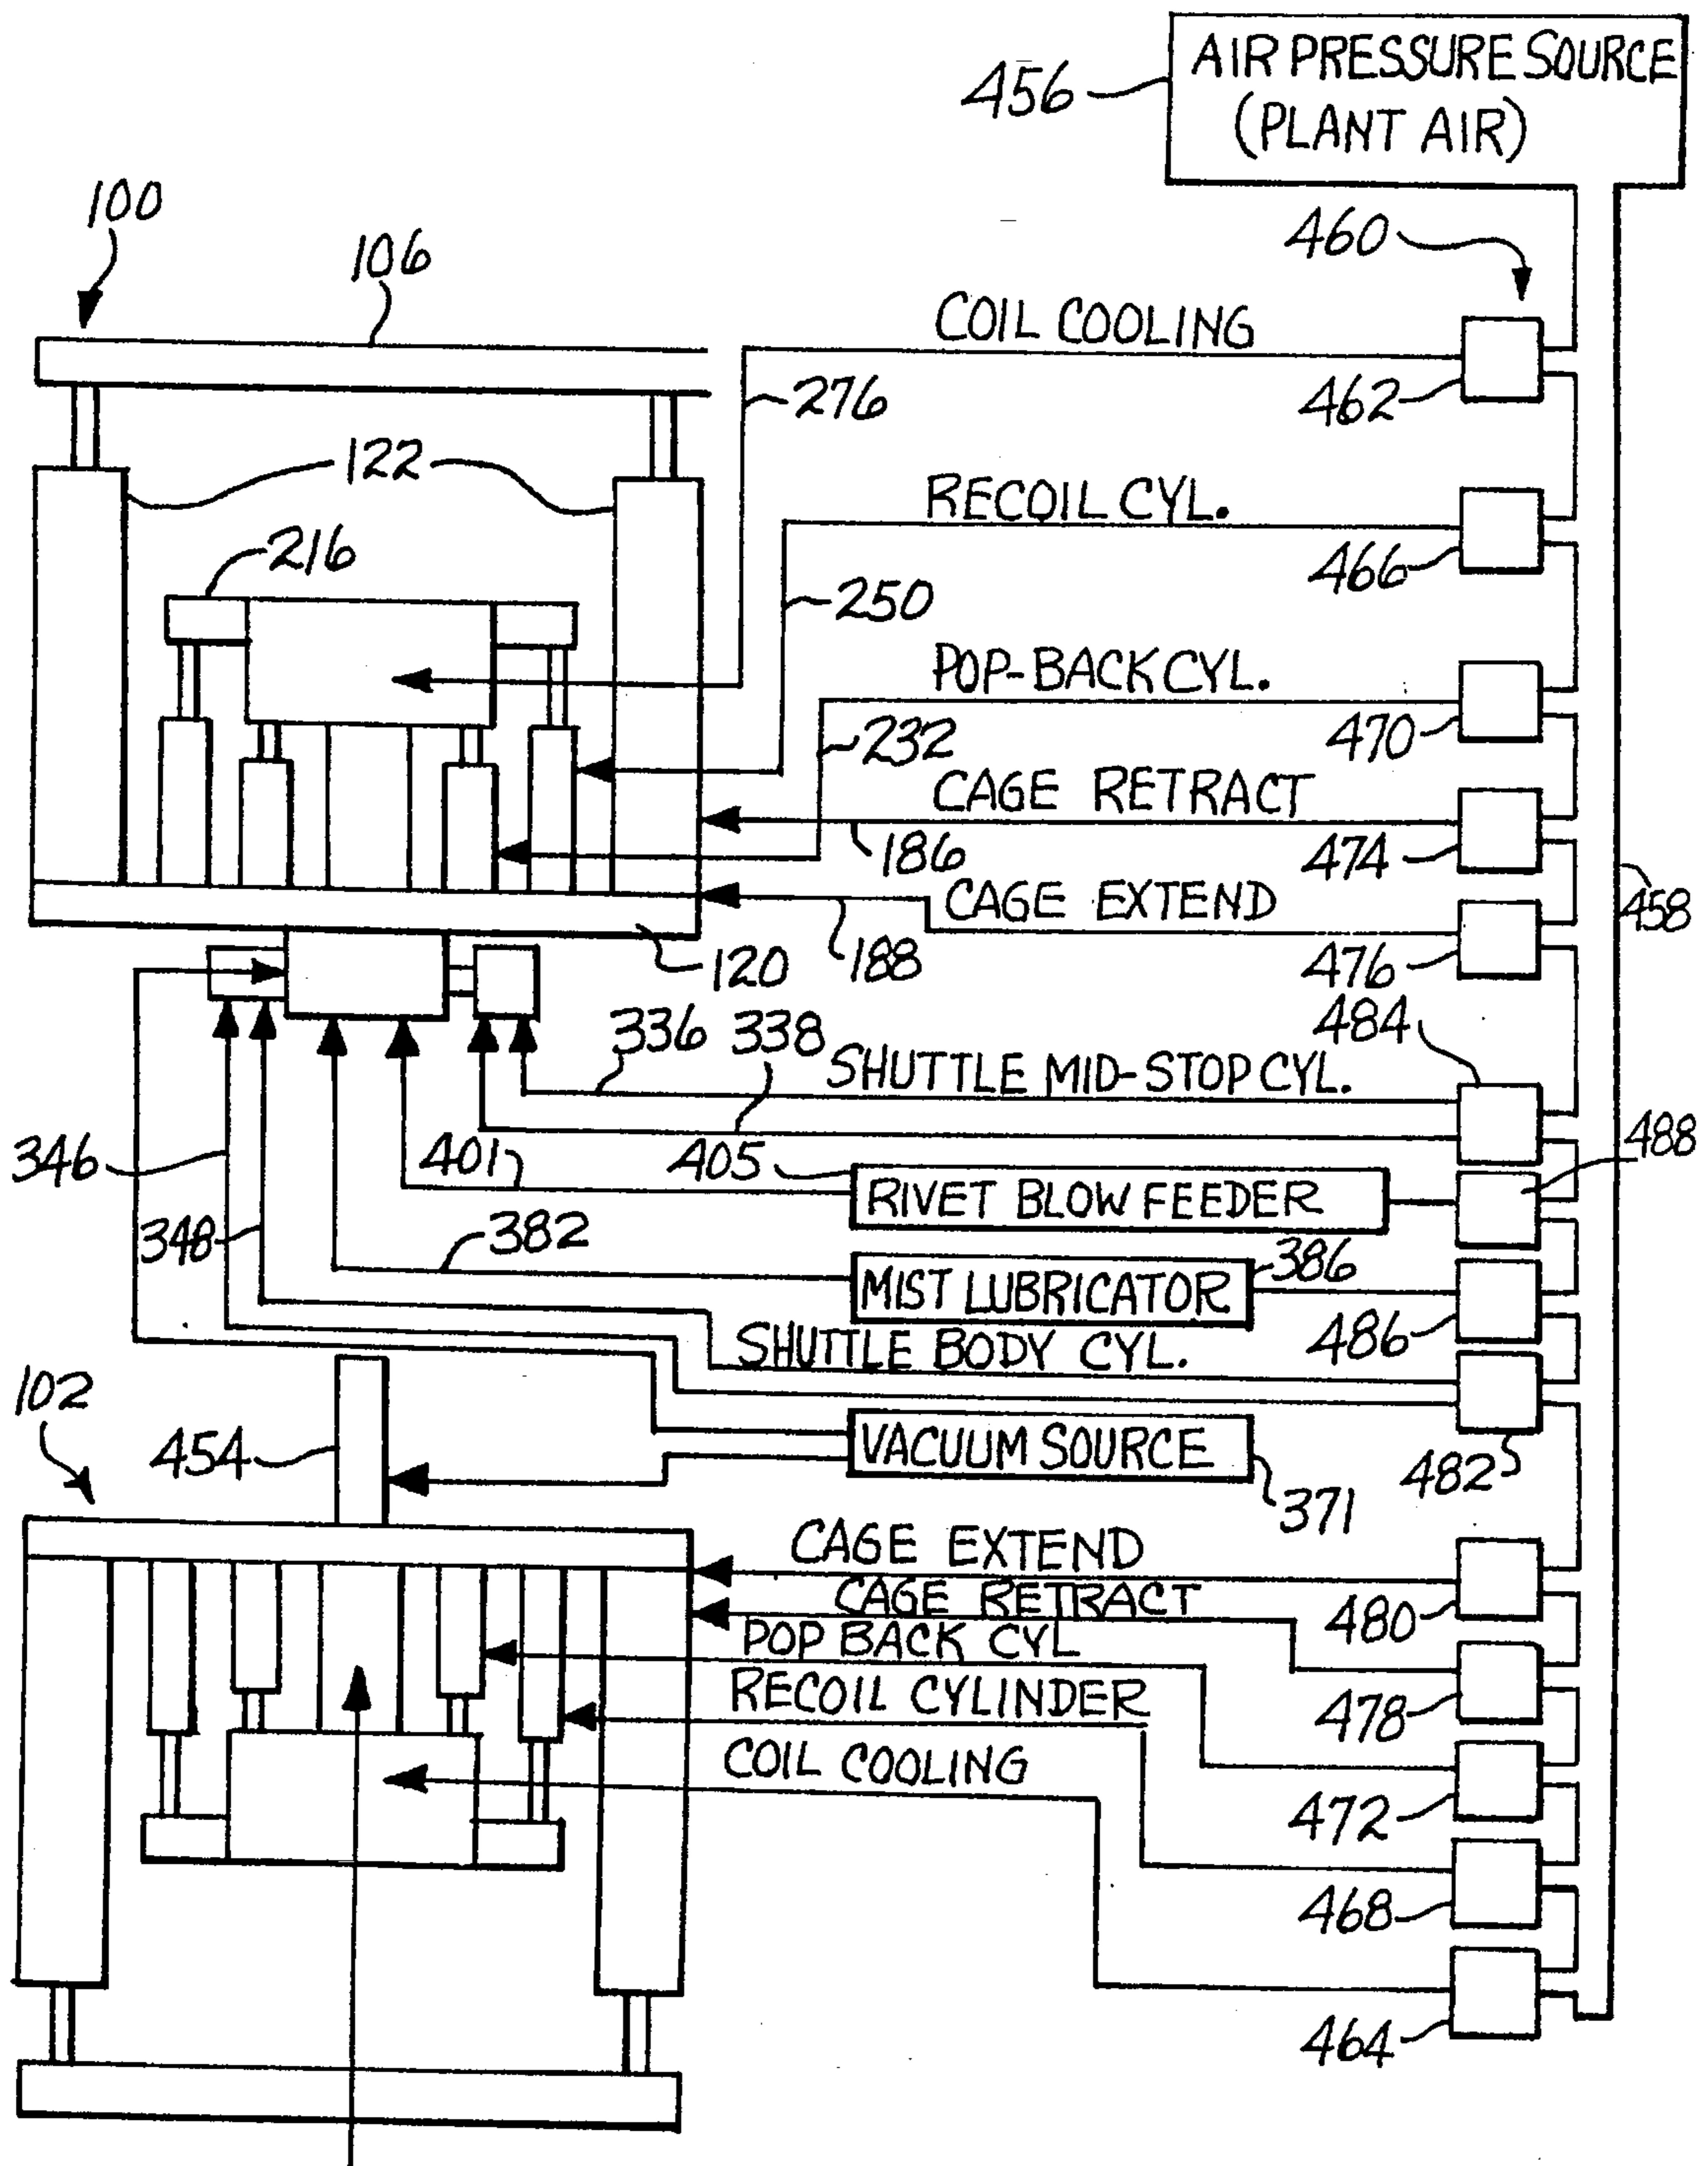 AIR PRESSURE SOURCE
(PLANT AIR)
456
100
460
106
COIL COOLING
276
462
122
RECOIL CYL.
216
466
250
POP-BACK CYL.
232
470
CAGE RETRACT
186
474
CAGE EXTEND
458
120
188
476
336
338
484
SHUTTLE MID-STOP CYL.
346
401
405
488
RIVET BLOW FEEDER
348
382
386
MIST LUBRICATOR
486
SHUTTLE BODY CYL.
102
454
VACUUM SOURCE
482
371
CAGE EXTEND
CAGE RETRACT
480
POP BACK CYL
RECOIL CYLINDER
478
COIL COOLING
472
468
464